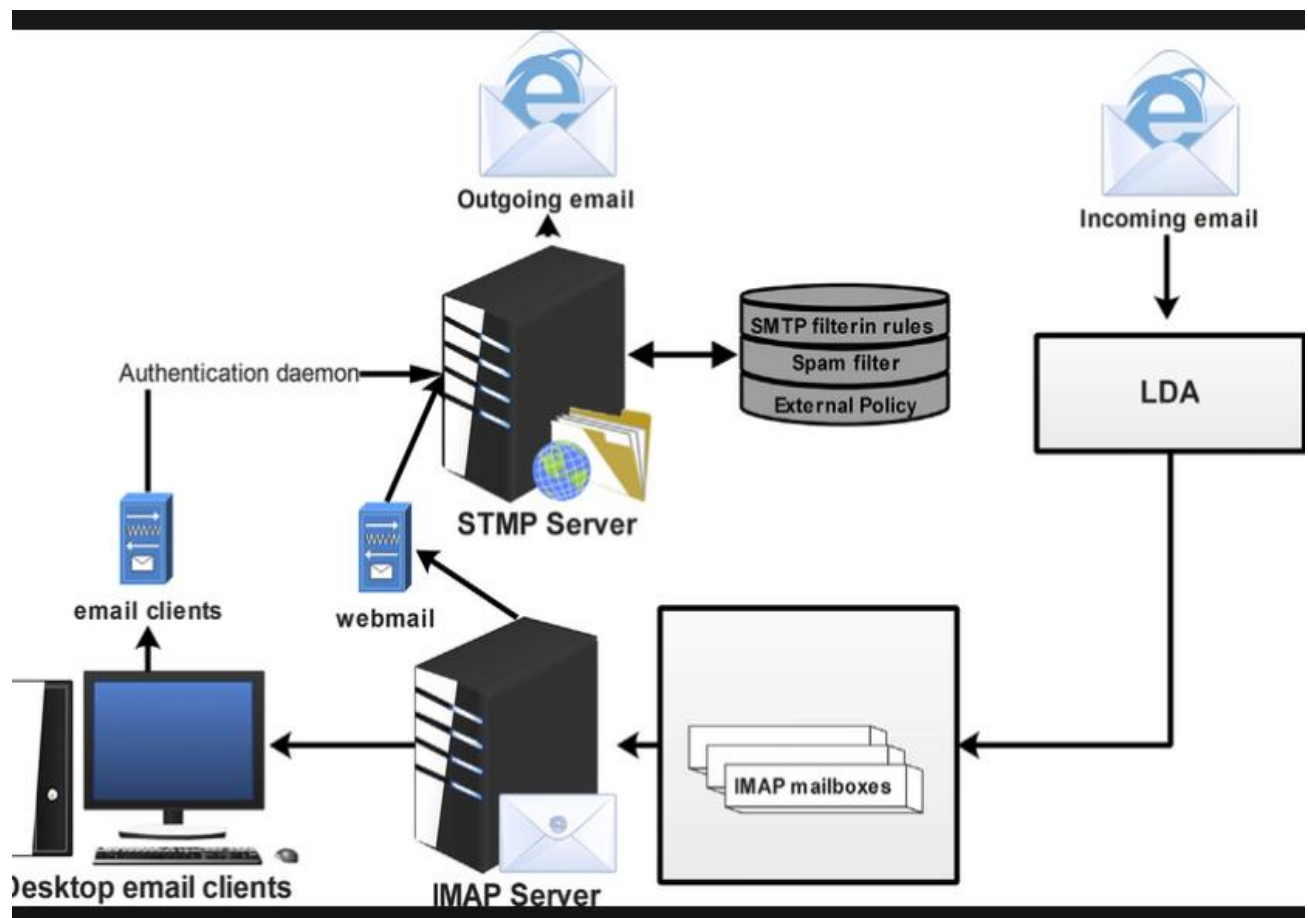 Outgoing email
Incoming email
SMTP filterin rules
Spam filter
External Policy
LDA
Authentication daemon
STMP Server
email clients
webmail
IMAP mailboxes
Desktop email clients
IMAP Server